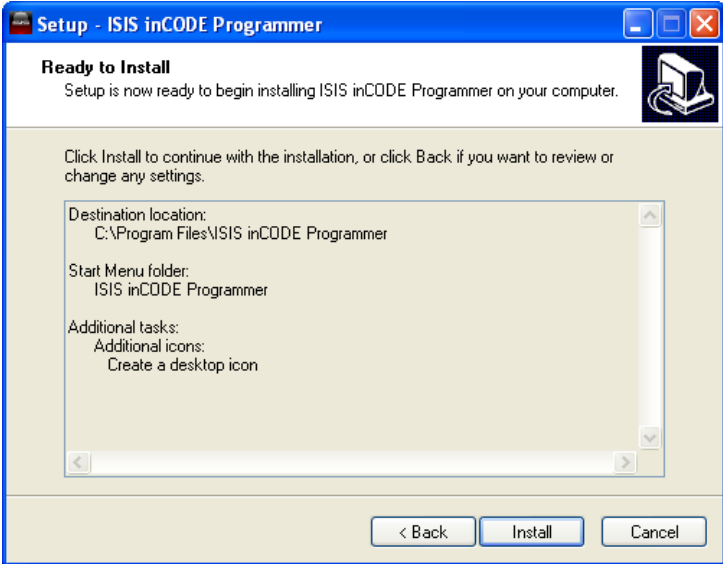 Setup - ISIS inCODE Programmer
Ready to Install
Setup is now ready to begin installing ISIS inCODE Programmer on your computer.
Click Install to continue with the installation, or click Back if you want to review or
change any settings.
Destination location:
C:\Program Files\ISIS inCODE Programmer
Start Menu folder:
ISIS inCODE Programmer
Additional tasks:
Additional icons:
Create a desktop icon
< Back
Install
Cancel